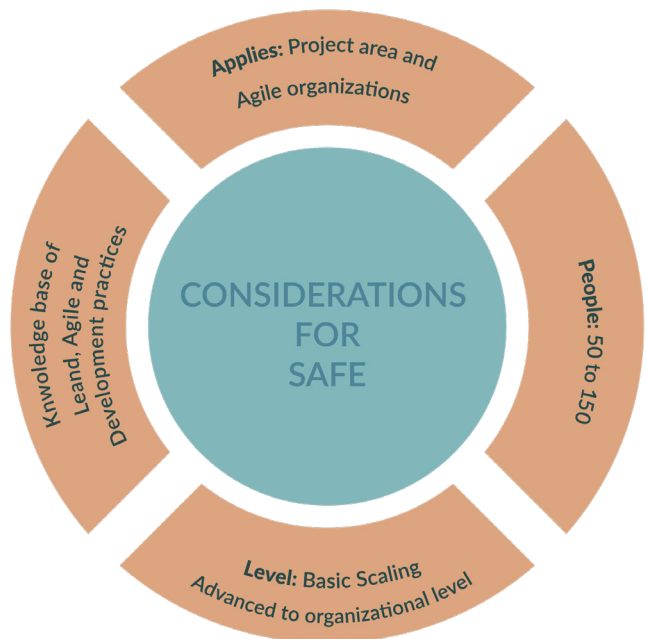 Applies: Project area and
Agile organizations
People: 50 to 150
Level: Basic Scaling
Advanced to organizational level
Knwoledge base of
Leand, Agile and
Development practices
CONSIDERATIONS
FOR
SAFE